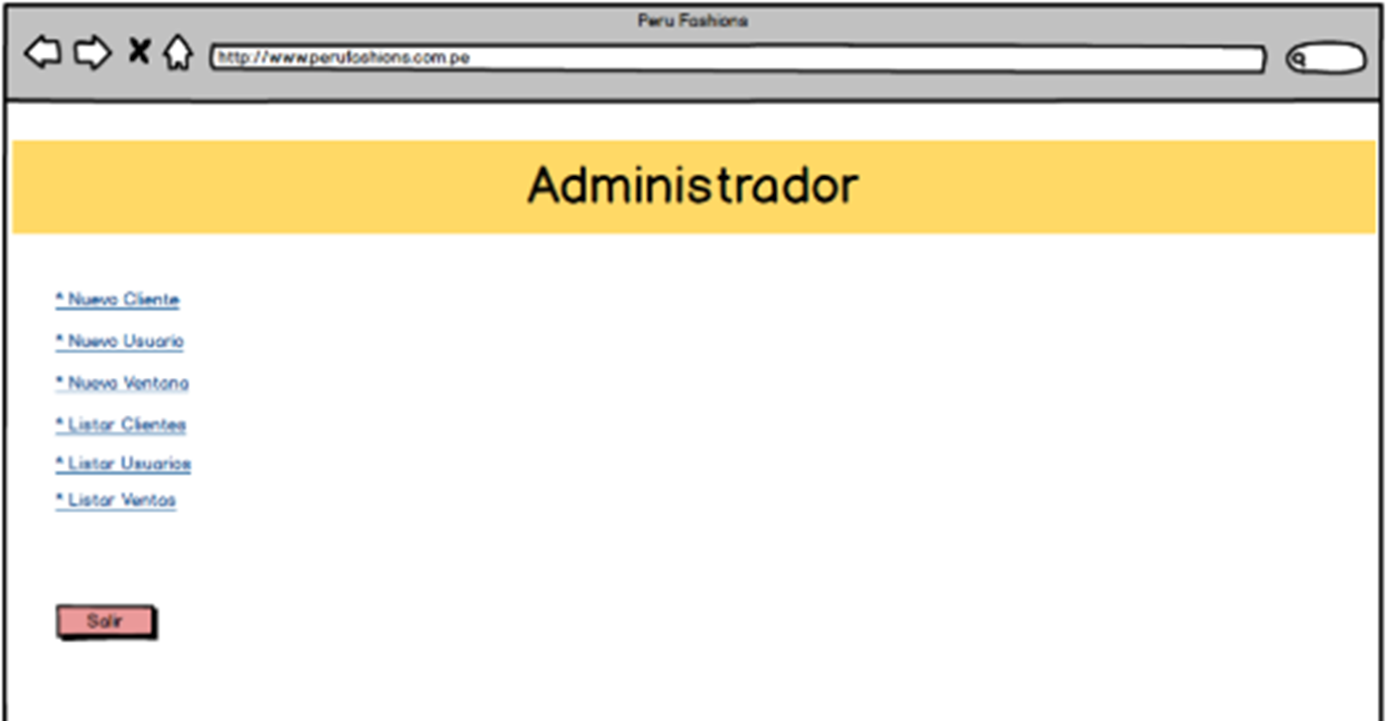 Peru Fashions
http://www.perufashions.com.pe
Administrador
* Nuevo Cliente
* Nuevo Usuario
* Nueva Ventana
* Listar Clientes
* Listar Usuarios
* Listar Ventas
Salir